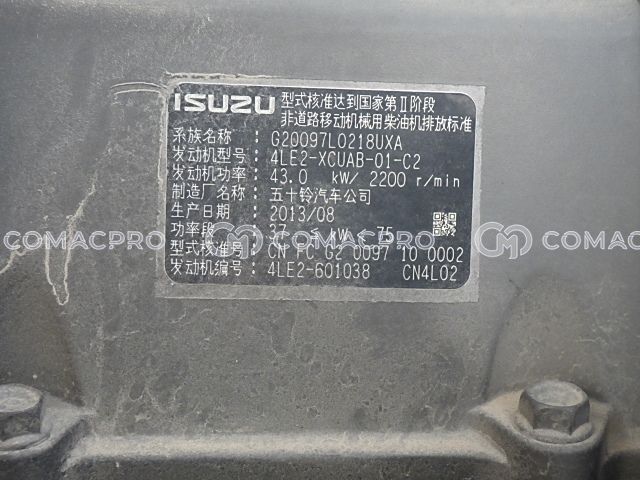 ISUZU 型式核准达到国家第Ⅱ阶段
非道路移动机械用柴油机排放标准
系族名称 : G20097L0218UXA
发动机型号: 4LE2-XCUAB-01-C2
发动机功率: 43.0 kW/ 2200 r/min
制造厂名称: 五十铃汽车公司
生产日期 : 2013/08
功率段 : 37 ≤ kW < 75
型式核准号: CN FC G2 0097 10 0002
发动机编号: 4LE2-601038 CN4L02
COMACPRO COMACPRO COMACPRO COMAC